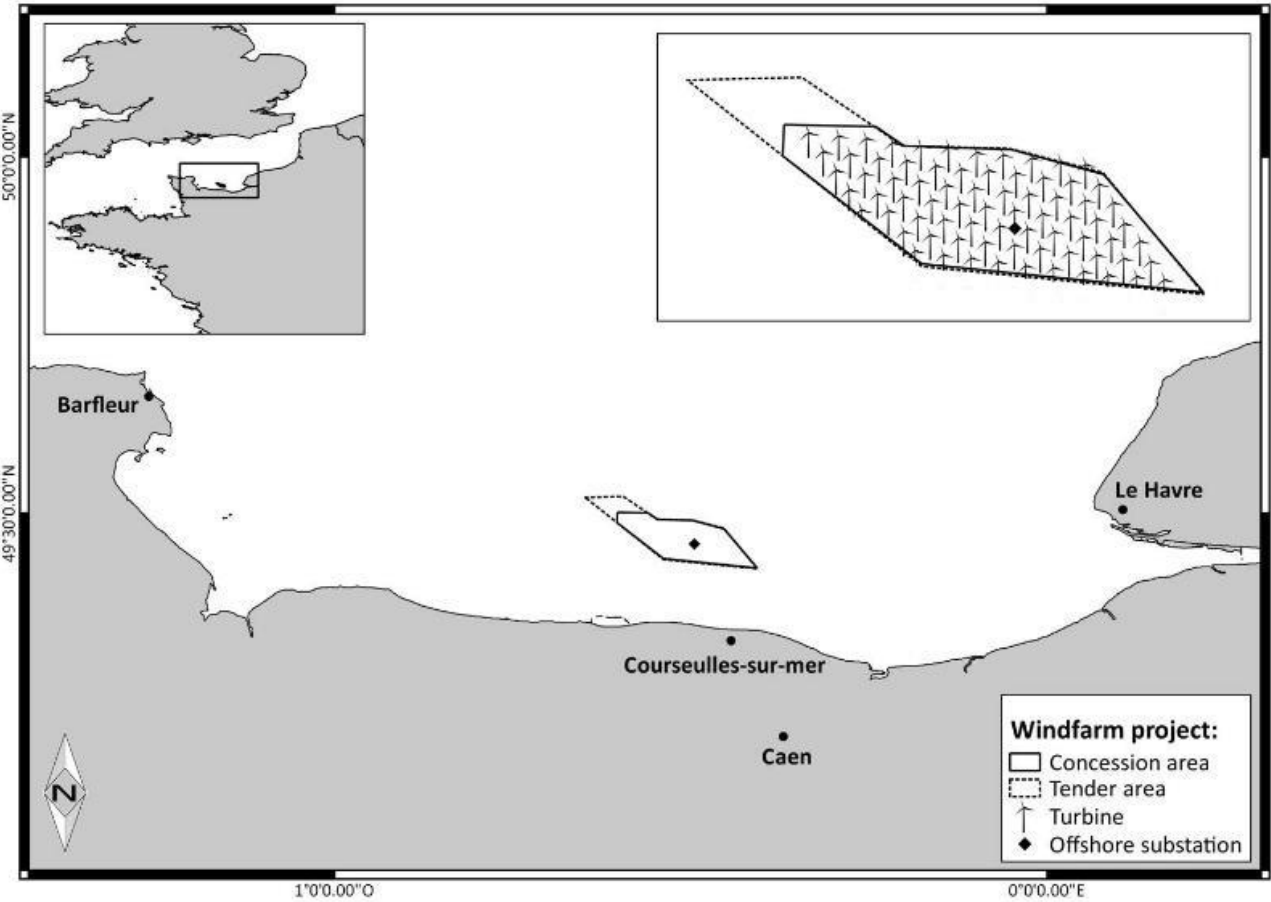 50°0'0.00"N
Barfleur
Le Havre
49°30'0.00"N
Courseulles-sur-mer
Caen
Windfarm project:
Concession area
Tender area
Turbine
Offshore substation
N
1°0'0.00"O
0°0'0.00"E